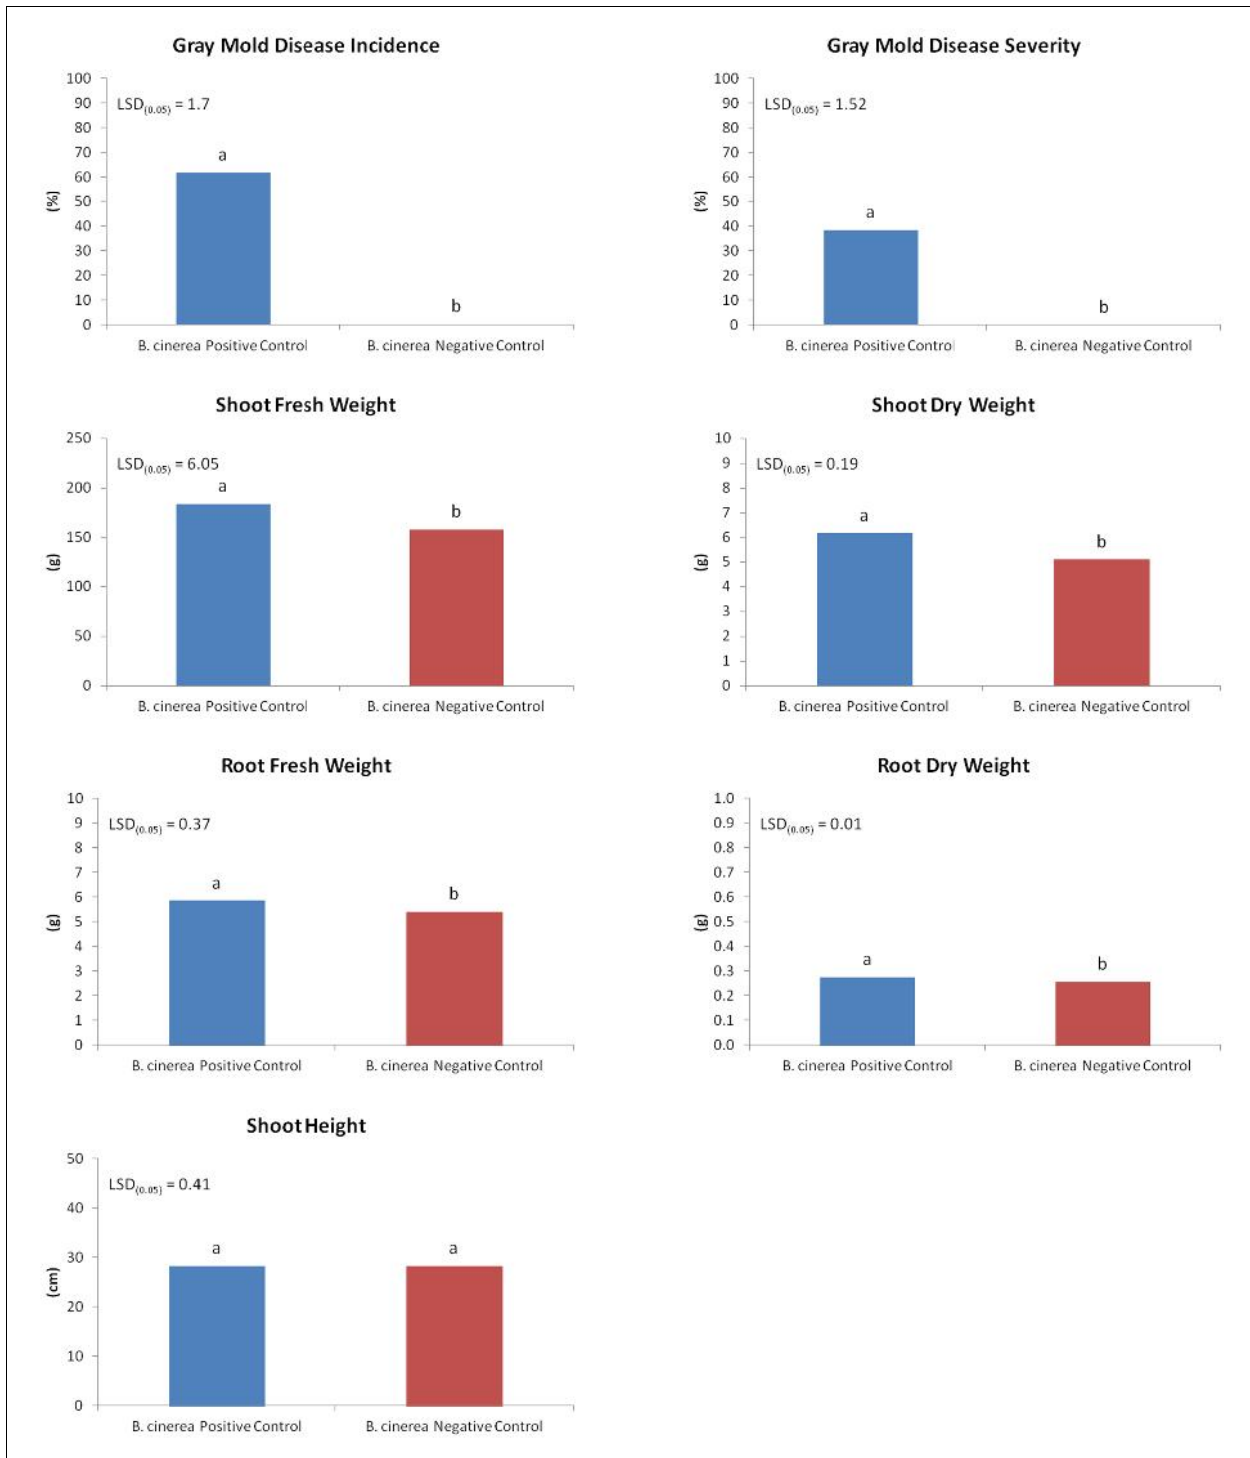 Gray Mold Disease Incidence
100
90
80
70
60
50
40
30
20
10
0
(%)
LSD(0.05) = 1.7
a
b
B. cinerea Positive Control
B. cinerea Negative Control
Gray Mold Disease Severity
100
90
80
70
60
50
40
30
20
10
0
(%)
LSD(0.05) = 1.52
a
b
B. cinerea Positive Control
B. cinerea Negative Control
Shoot Fresh Weight
250
200
150
100
50
0
(g)
LSD(0.05) = 6.05
a
b
B. cinerea Positive Control
B. cinerea Negative Control
Shoot Dry Weight
10
9
8
7
6
5
4
3
2
1
0
(g)
LSD(0.05) = 0.19
a
b
B. cinerea Positive Control
B. cinerea Negative Control
Root Fresh Weight
10
9
8
7
6
5
4
3
2
1
0
(g)
LSD(0.05) = 0.37
a
b
B. cinerea Positive Control
B. cinerea Negative Control
Root Dry Weight
1.0
0.9
0.8
0.7
0.6
0.5
0.4
0.3
0.2
0.1
0.0
(g)
LSD(0.05) = 0.01
a
b
B. cinerea Positive Control
B. cinerea Negative Control
Shoot Height
50
40
30
20
10
0
(cm)
LSD(0.05) = 0.41
a
a
B. cinerea Positive Control
B. cinerea Negative Control